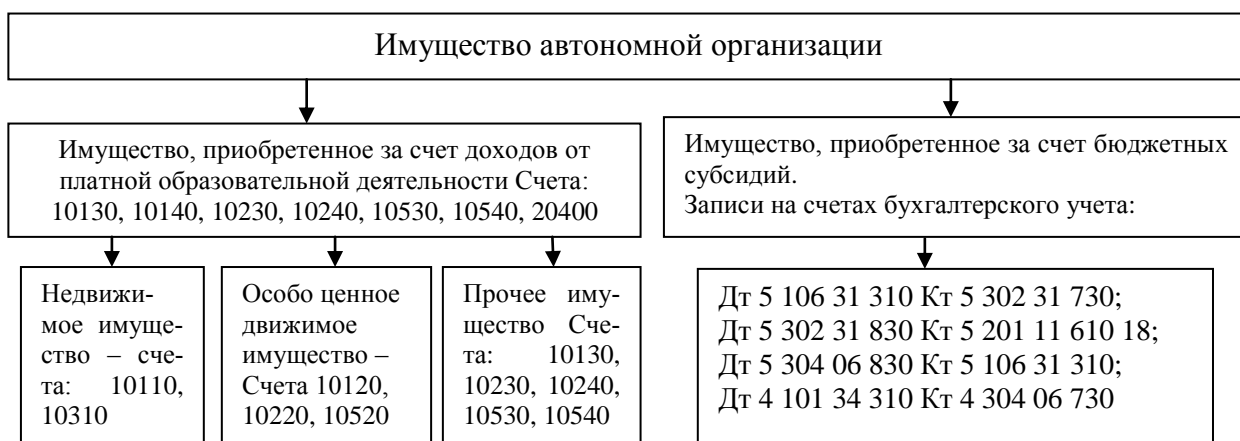 Имущество автономной организации
Имущество, приобретенное за счет доходов от
платной образовательной деятельности Счета:
10130, 10140, 10230, 10240, 10530, 10540, 20400
Имущество, приобретенное за счет бюджетных
субсидий.
Записи на счетах бухгалтерского учета:
Недвижи-
мое имуще-
ство – сче-
та: 10110,
10310
Особо ценное
движимое
имущество –
Счета 10120,
10220, 10520
Прочее иму-
щество Сче-
та: 10130,
10230, 10240,
10530, 10540
Дт 5 106 31 310 Кт 5 302 31 730;
Дт 5 302 31 830 Кт 5 201 11 610 18;
Дт 5 304 06 830 Кт 5 106 31 310;
Дт 4 101 34 310 Кт 4 304 06 730